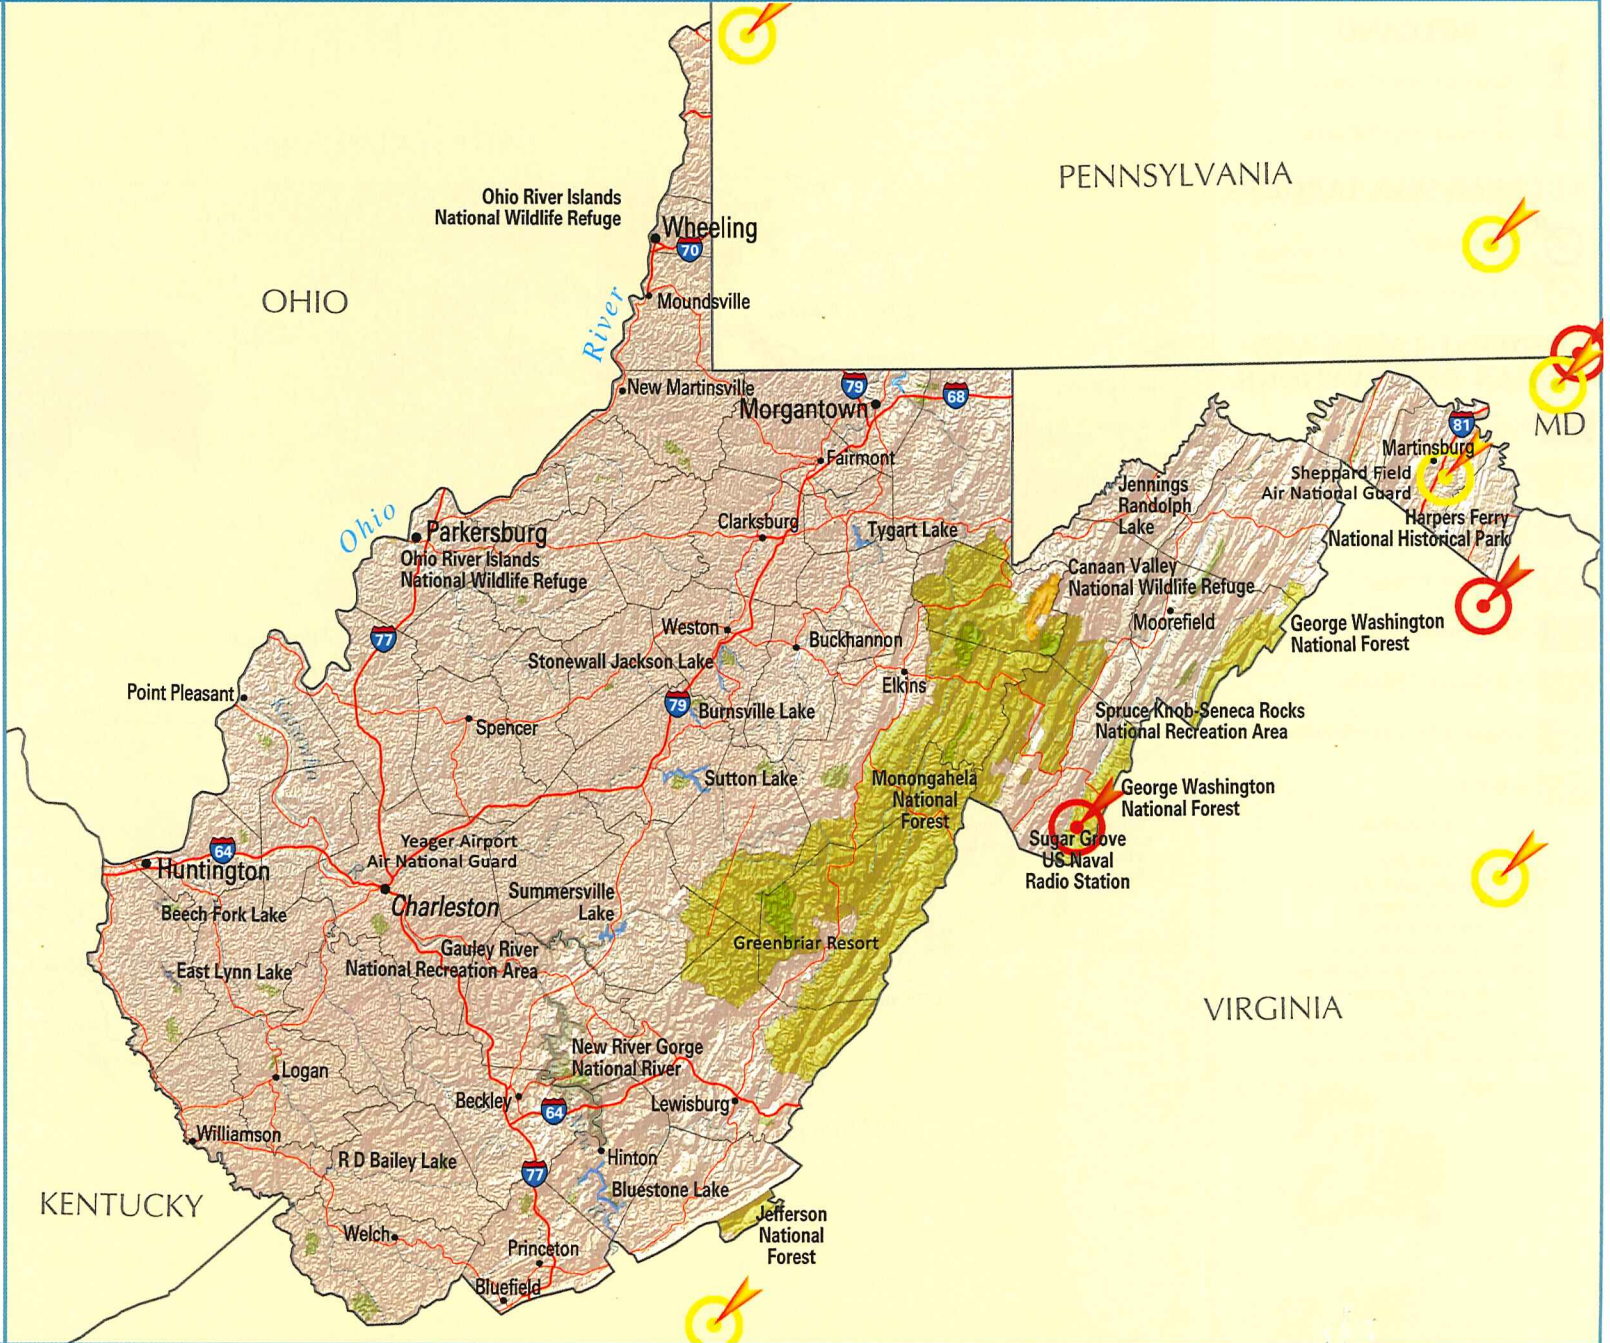 PENNSYLVANIA
Ohio River Islands
National Wildlife Refuge
Wheeling
70
OHIO
River
Moundsville
New Martinsville
79
68
Morgantown
MD
81
Martinsburg
Fairmont
Sheppard Field
Air National Guard
Jennings
Randolph
Lake
Harpers Ferry
National Historical Park
Ohio
Parkersburg
Clarksburg
Tygart Lake
Ohio River Islands
National Wildlife Refuge
Canaan Valley
National Wildlife Refuge
Moorefield
George Washington
National Forest
77
Weston
Buckhannon
Stonewall Jackson Lake
Elkins
Point Pleasant
Kanawha
79
Burnsville Lake
Spencer
Spruce Knob-Seneca Rocks
National Recreation Area
Sutton Lake
Monongahela
National
Forest
George Washington
National Forest
Sugar Grove
US Naval
Radio Station
Yeager Airport
Air National Guard
64
Huntington
Charleston
Summersville
Lake
Beech Fork Lake
Greenbriar Resort
Gauley River
National Recreation Area
East Lynn Lake
VIRGINIA
New River Gorge
National River
Logan
Beckley
64
Lewisburg
Williamson
R D Bailey Lake
Hinton
77
Bluestone Lake
KENTUCKY
Jefferson
National
Forest
Welch
Princeton
Bluefield